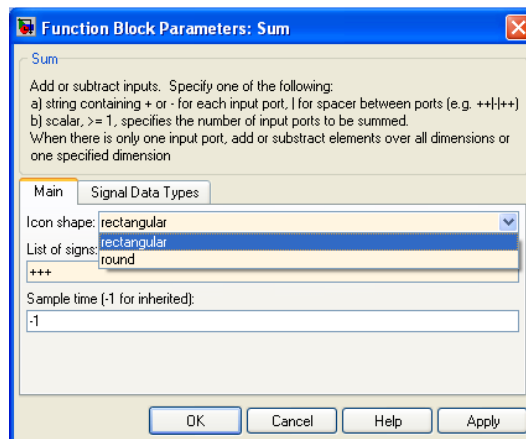 Function Block Parameters: Sum
Sum
Add or subtract inputs. Specify one of the following:
a) string containing + or - for each input port, | for spacer between ports (e.g. ++|-|++)
b) scalar, >= 1, specifies the number of input ports to be summed.
When there is only one input port, add or substract elements over all dimensions or
one specified dimension
Main Signal Data Types
Icon shape: rectangular
rectangular
List of signs:
round
+++
Sample time (-1 for inherited):
-1
OK Cancel Help Apply